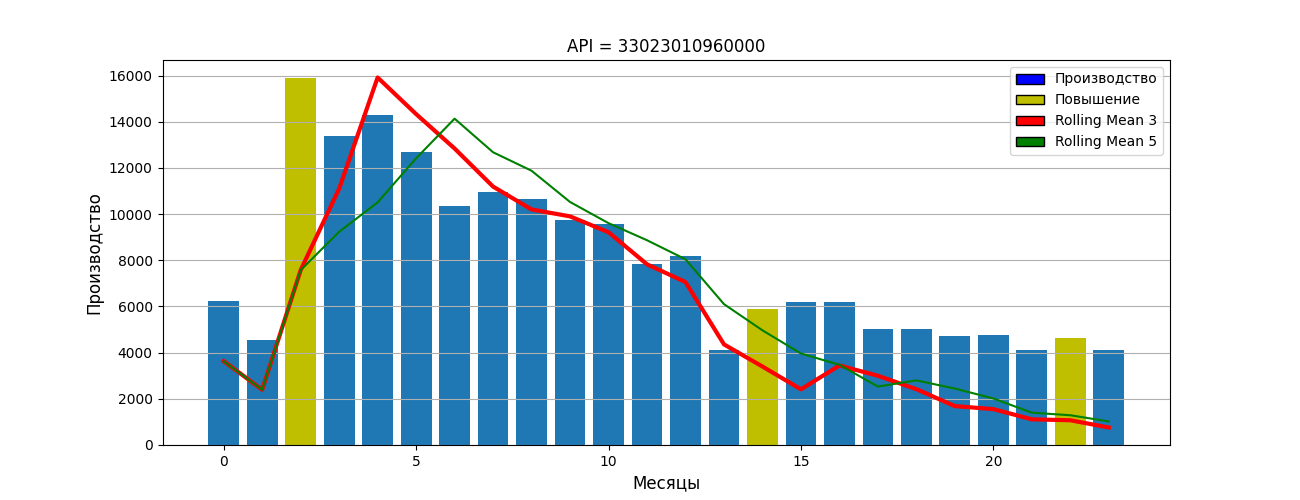 API = 33023010960000
Производство
16000
14000
12000
10000
8000
6000
4000
2000
0
Производство
Повышение
Rolling Mean 3
Rolling Mean 5
0
5
10
15
20
Месяцы